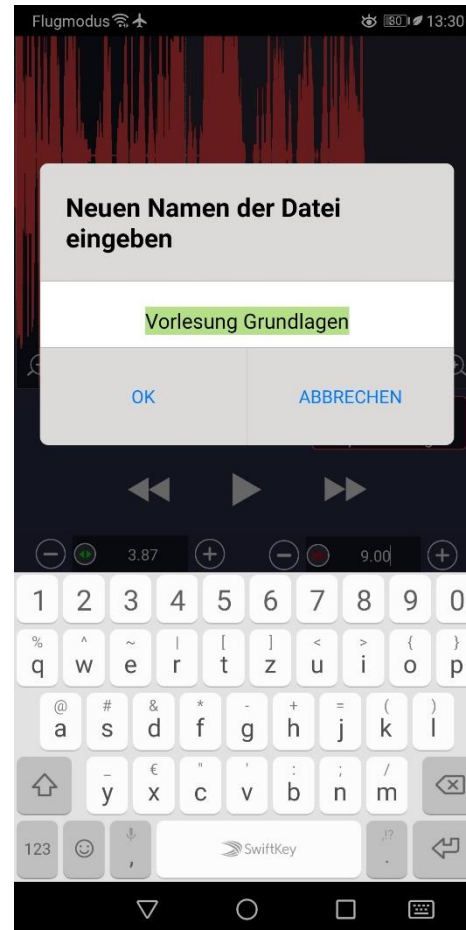 Flugmodus 80 13:30
Neuen Namen der Datei
eingeben
Vorlesung Grundlagen
OK ABBRECHEN
3.87 9.00
1 2 3 4 5 6 7 8 9 0
% ^ ~ | [ ] < > { }
q w e r t z u i o p
@ # & * - + = ( )
a s d f g h j k l
_ € " ' : ; /
y x c v b n m
123 , SwiftKey ,!? .